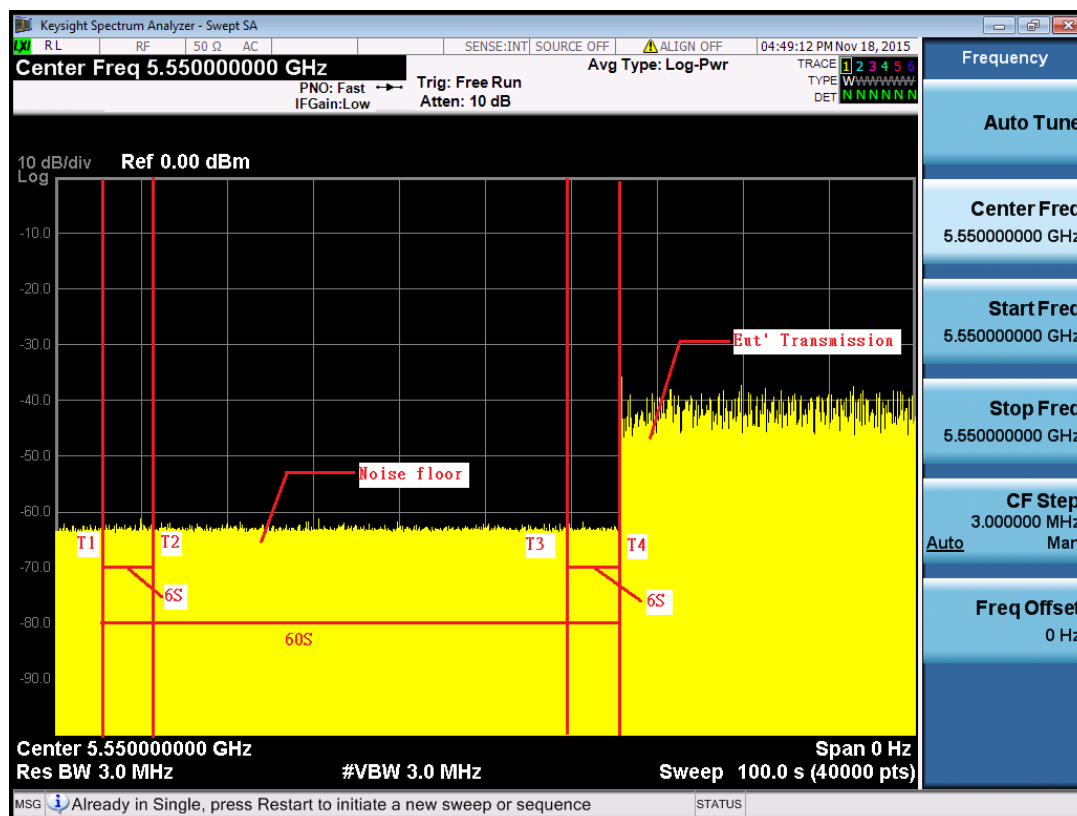 Keysight Spectrum Analyzer - Swept SA
LXI RL RF 50 Ω AC SENSE:INT SOURCE OFF ALIGN OFF 04:49:12 PM Nov 18, 2015
Center Freq 5.550000000 GHz
PNO: Fast
IFGain:Low
Trig: Free Run
Atten: 10 dB
Avg Type: Log-Pwr
TRACE 1 2 3 4 5 6
TYPE WWWWWW
DET N N N N N N
10 dB/div Ref 0.00 dBm
Log
-10.0
-20.0
-30.0
-40.0
-50.0
-60.0
-70.0
-80.0
-90.0
Eut' Transmission
Noise floor
T1
T2
T3
T4
6S
6S
60S
Center 5.550000000 GHz Span 0 Hz
Res BW 3.0 MHz #VBW 3.0 MHz Sweep 100.0 s (40000 pts)
MSG Already in Single, press Restart to initiate a new sweep or sequence STATUS
Frequency
Auto Tune
Center Freq
5.550000000 GHz
Start Freq
5.550000000 GHz
Stop Freq
5.550000000 GHz
CF Step
3.000000 MHz
Auto Man
Freq Offset
0 Hz